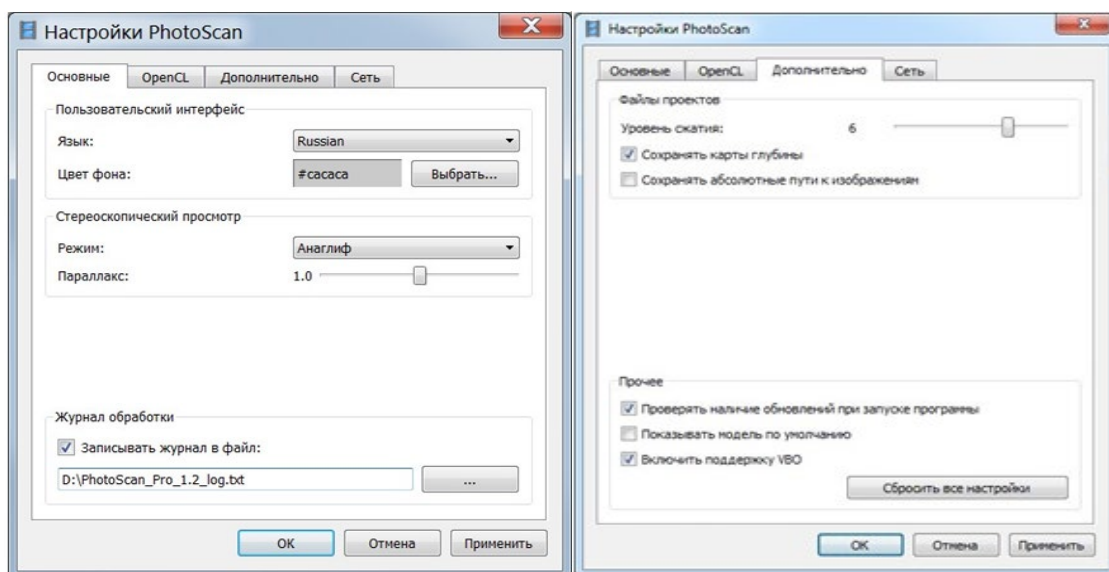 Настройки PhotoScan
Основные OpenCL Дополнительно Сеть
Пользовательский интерфейс
Язык: Russian
Цвет фона: #cacaca Выбрать...
Стереоскопический просмотр
Режим: Анаглиф
Параллакс: 1.0
Журнал обработки
Записывать журнал в файл:
D:\PhotoScan_Pro_1.2_log.txt ...
OK Отмена Применить
Настройки PhotoScan
Основные OpenCL Дополнительно Сеть
Файлы проектов
Уровень сжатия: 6
Сохранять карты глубины
Сохранять абсолютные пути к изображениям
Прочее
Проверять наличие обновлений при запуске программы
Показывать модель по умолчанию
Включить поддержку VBO
Сбросить все настройки
OK Отмена Применить